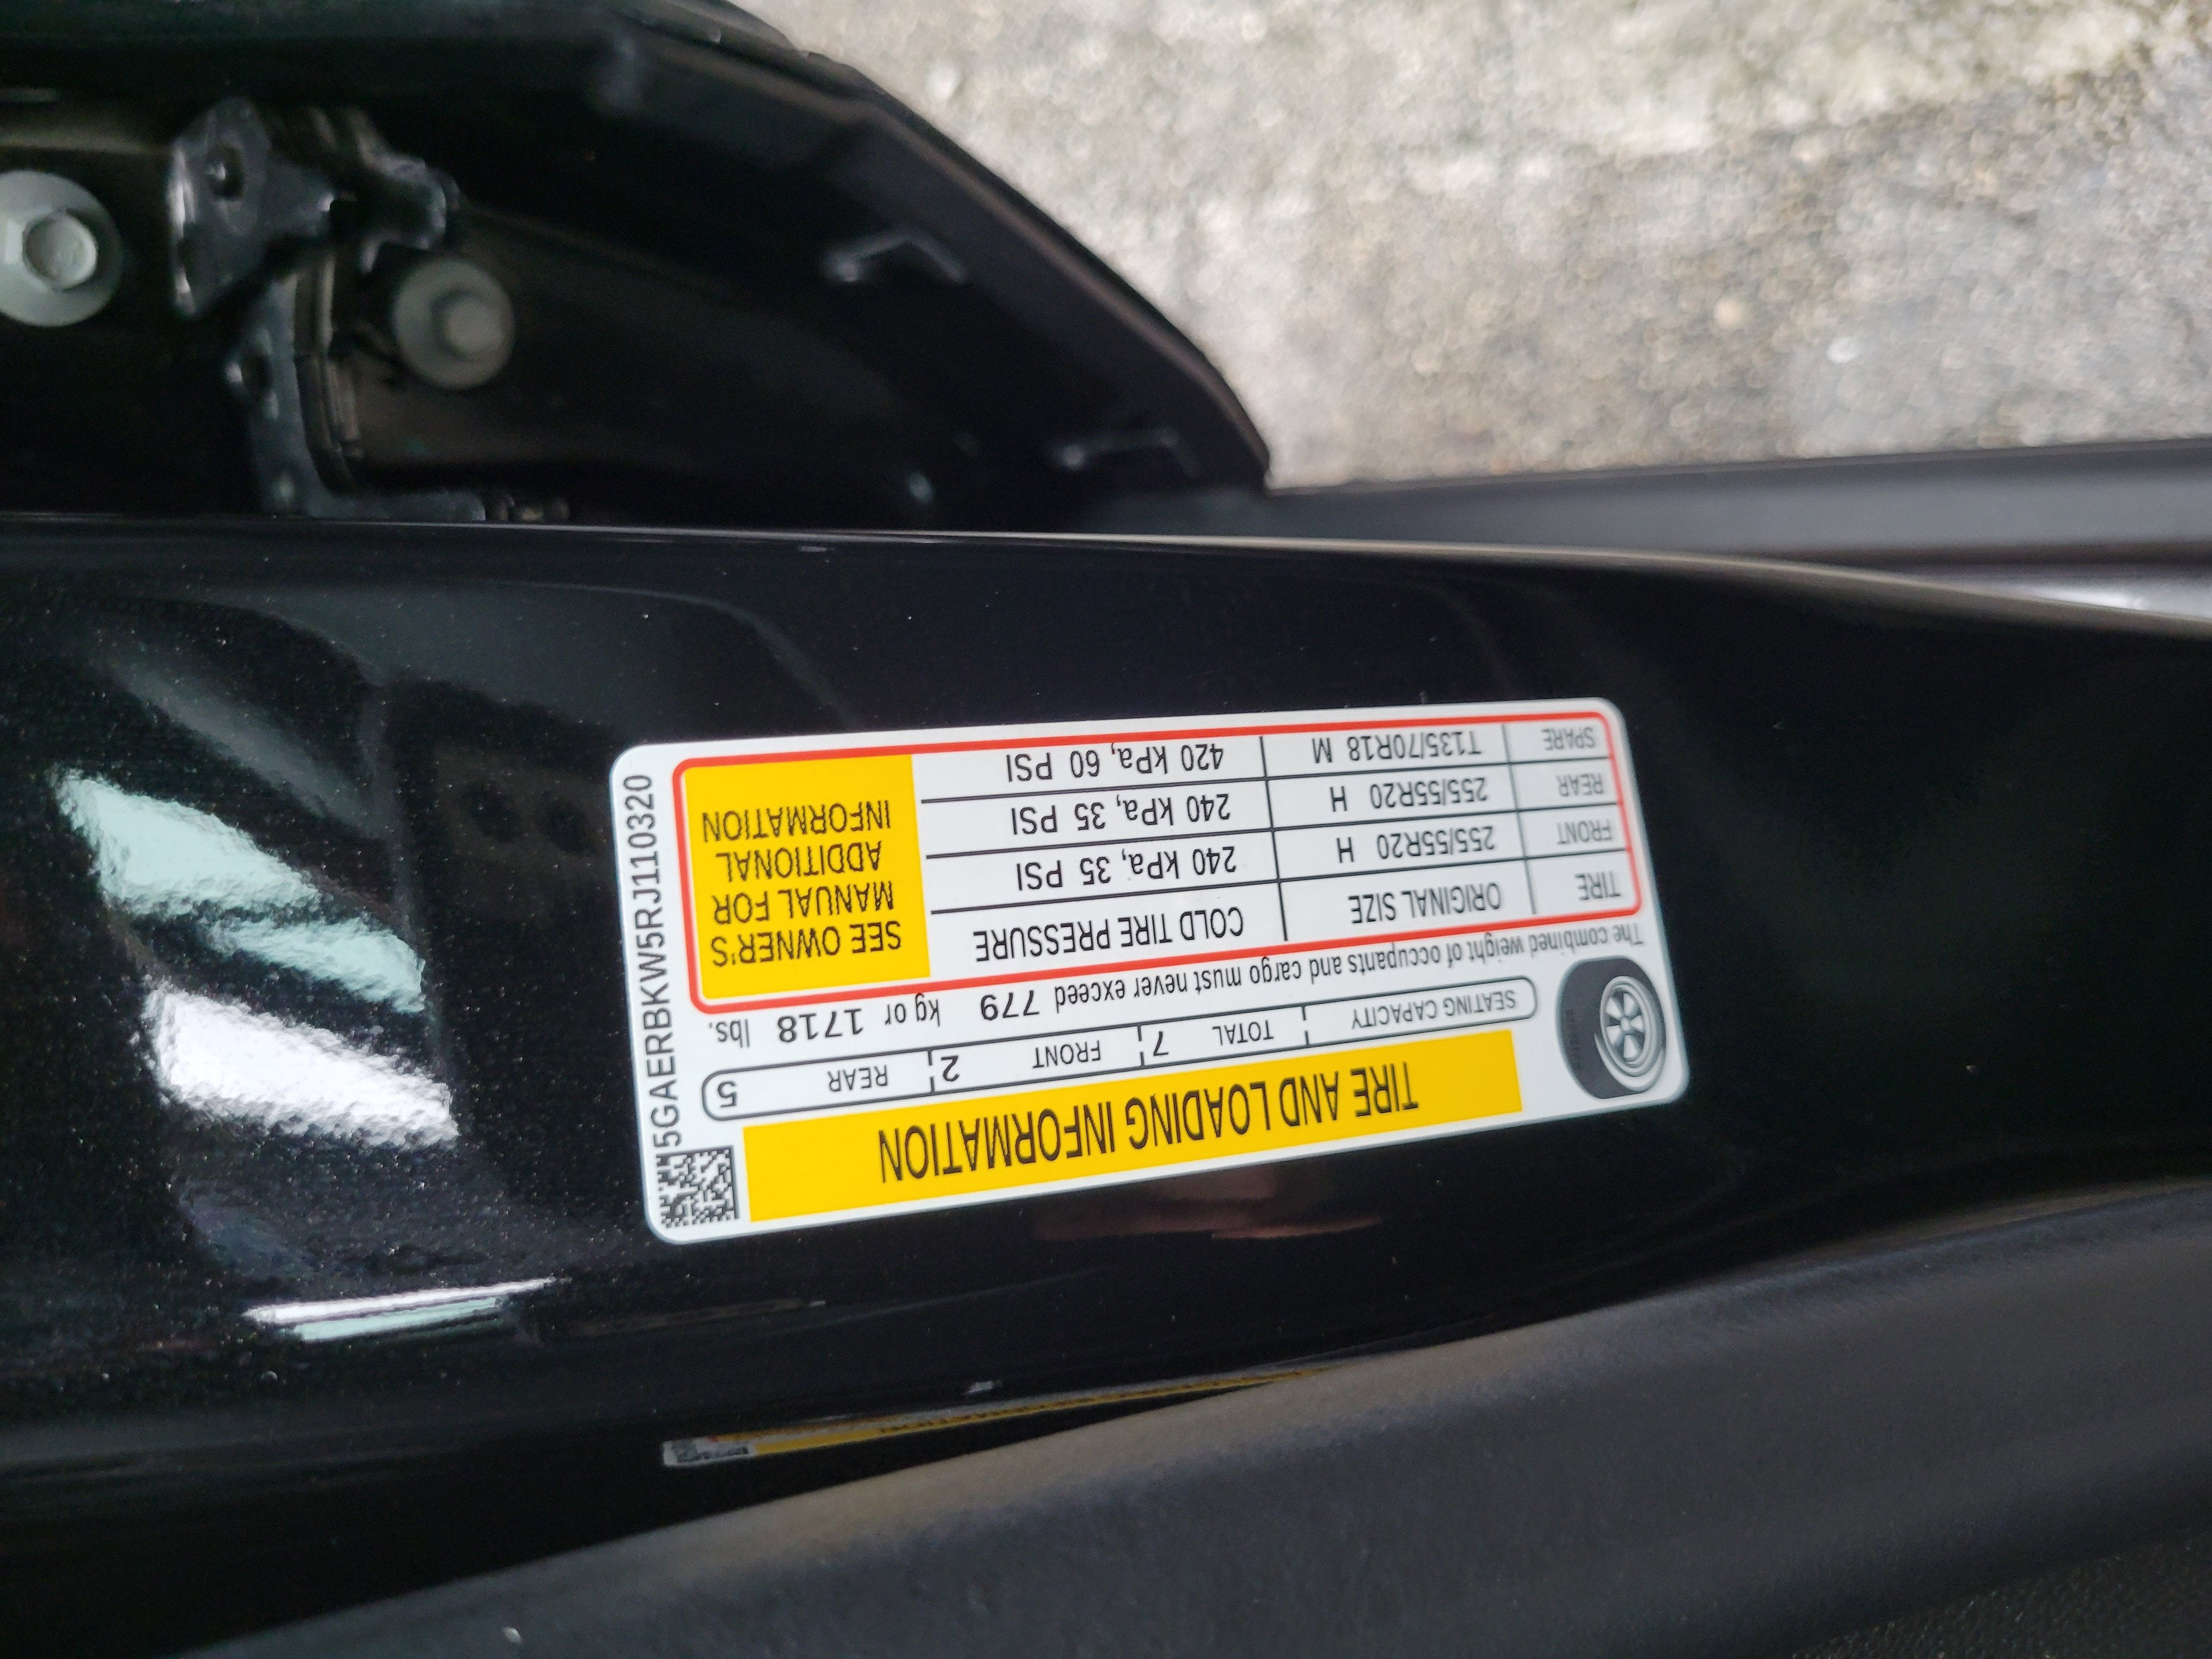 TIRE AND LOADING INFORMATION
SEATING CAPACITY TOTAL 7 FRONT 2 REAR 5
The combined weight of occupants and cargo must never exceed 779 kg or 1718 lbs.
TIRE ORIGINAL SIZE COLD TIRE PRESSURE
FRONT 255/55R20 H 240 kPa, 35 PSI
REAR 255/55R20 H 240 kPa, 35 PSI
SPARE T135/70R18 M 420 kPa, 60 PSI
SEE OWNER'S
MANUAL FOR
ADDITIONAL
INFORMATION
5GAERBKW5RJ110320